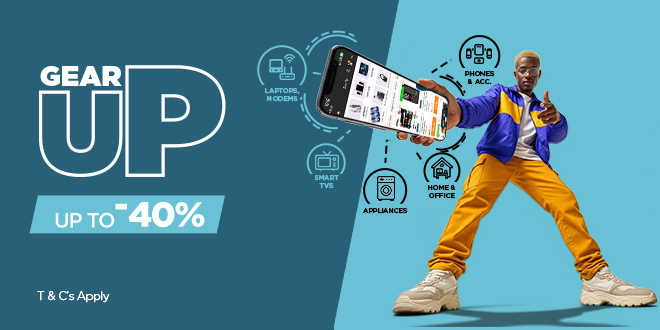 GEAR
UP
UP TO -40%
T & C's Apply
LAPTOPS,
MODEMS
SMART
TVS
APPLIANCES
HOME &
OFFICE
PHONES
& ACC.